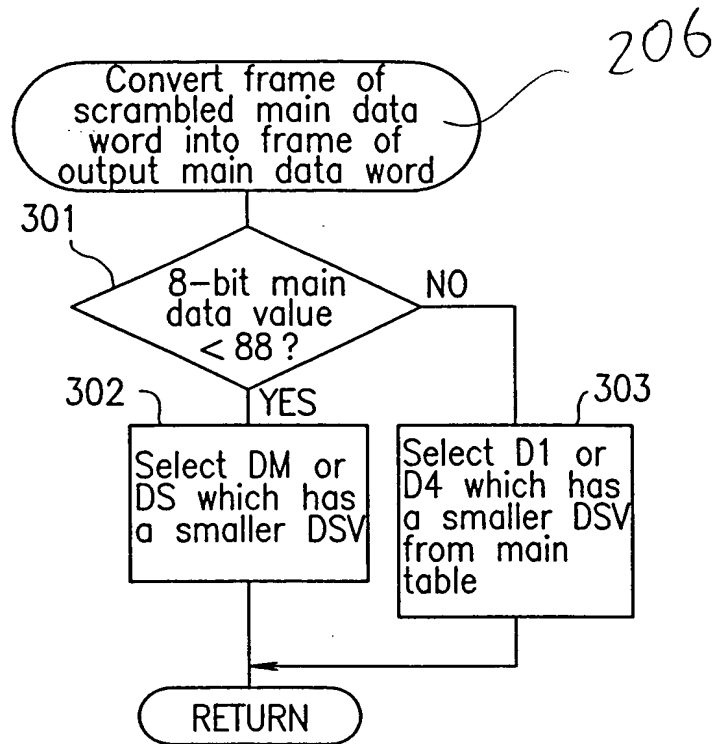 206
Convert frame of
scrambled main data
word into frame of
output main data word
301
8-bit main
data value
< 88 ?
NO
YES
302
Select DM or
DS which has
a smaller DSV
303
Select D1 or
D4 which has
a smaller DSV
from main
table
RETURN